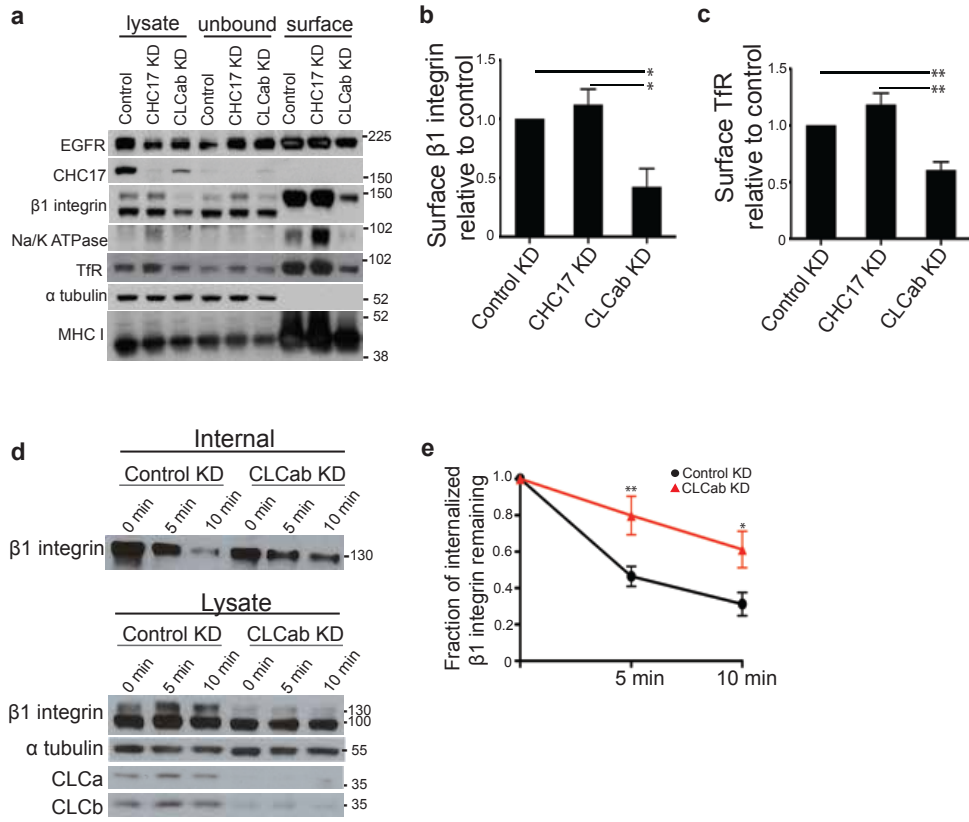 a
lysate unbound surface
Control CHC17 KD CLCab KD Control CHC17 KD CLCab KD Control CHC17 KD CLCab KD
EGFR 225
CHC17 150
β1 integrin 150
Na/K ATPase 102
TfR 102
α tubulin 52
MHC I 52
38
b
Surface β1 integrin
relative to control
1.5
1.0
0.5
0
*
*
Control KD CHC17 KD CLCab KD
c
Surface TfR
relative to control
1.5
1.0
0.5
0
**
**
Control KD CHC17 KD CLCab KD
d
Internal
Control KD CLCab KD
0 min 5 min 10 min 0 min 5 min 10 min
β1 integrin 130
Lysate
Control KD CLCab KD
0 min 5 min 10 min 0 min 5 min 10 min
β1 integrin 130
100
α tubulin 55
CLCa 35
CLCb 35
e
Fraction of internalized
β1 integrin remaining
1.0
0.8
0.6
0.4
0.2
0
Control KD
CLCab KD
**
*
5 min 10 min